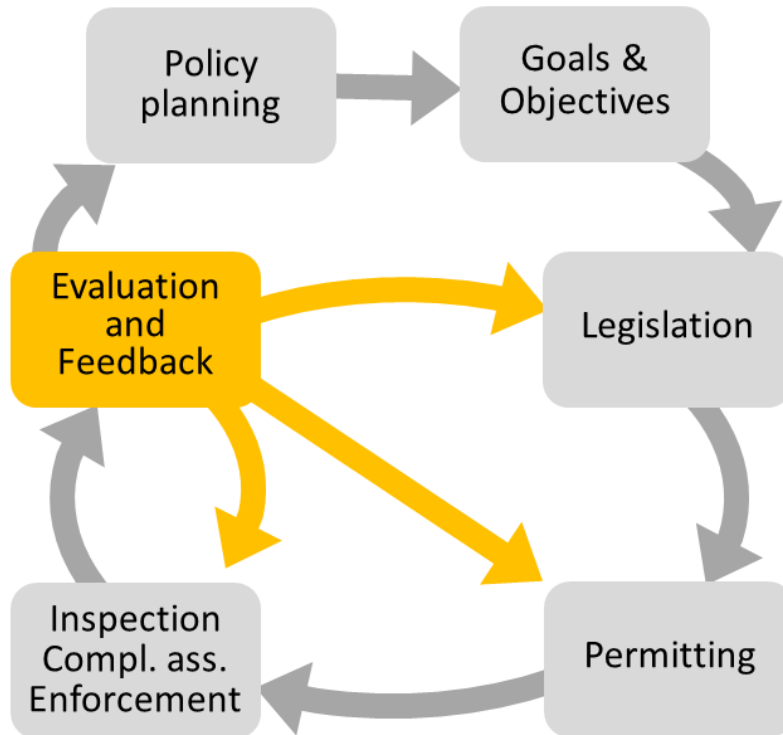 Policy
planning
Goals &
Objectives
Evaluation
and
Feedback
Legislation
Inspection
Compl. ass.
Enforcement
Permitting